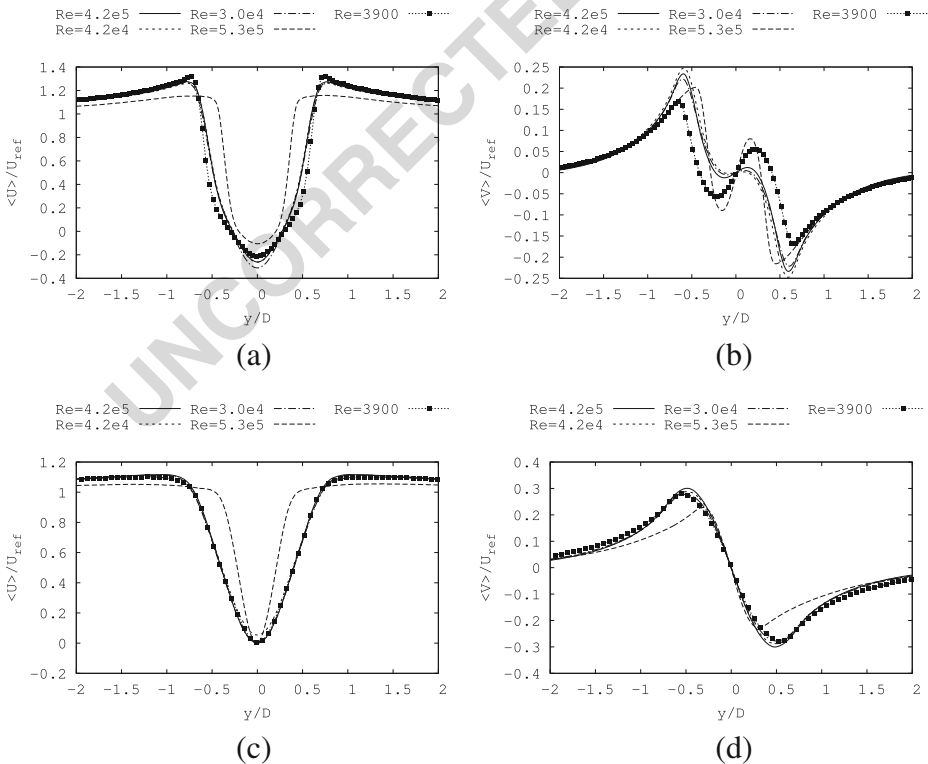 Re=4.2e5 Re=3.0e4 Re=3900
Re=4.2e4 Re=5.3e5
Re=4.2e5 Re=3.0e4 Re=3900
Re=4.2e4 Re=5.3e5
1.4
1.2
1
0.8
0.6
0.4
0.2
0
-0.2
-0.4
<U>/U_ref
-2 -1.5 -1 -0.5 0 0.5 1 1.5 2
y/D
(a)
0.25
0.20
0.15
0.10
0.05
0
-0.05
-0.10
-0.15
-0.20
-0.25
<V>/U_ref
-2 -1.5 -1 -0.5 0 0.5 1 1.5 2
y/D
(b)
UNCORRECTE
Re=4.2e5 Re=3.0e4 Re=3900
Re=4.2e4 Re=5.3e5
Re=4.2e5 Re=3.0e4 Re=3900
Re=4.2e4 Re=5.3e5
1.2
1
0.8
0.6
0.4
0.2
0
-0.2
<U>/U_ref
-2 -1.5 -1 -0.5 0 0.5 1 1.5 2
y/D
(c)
0.4
0.3
0.2
0.1
0
-0.1
-0.2
-0.3
-0.4
<V>/U_ref
-2 -1.5 -1 -0.5 0 0.5 1 1.5 2
y/D
(d)